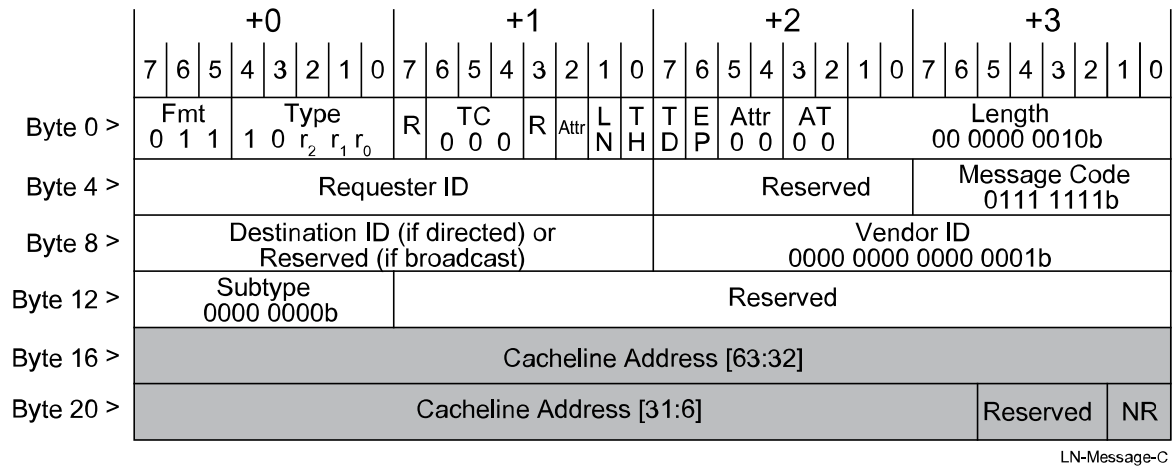 +0 +1 +2 +3
7 6 5 4 3 2 1 0 7 6 5 4 3 2 1 0 7 6 5 4 3 2 1 0 7 6 5 4 3 2 1 0
Byte 0 > Fmt Type R TC R Attr L T T E Attr AT Length
0 1 1 1 0 r2 r1 r0 0 0 0 N H D P 0 0 0 0 00 0000 0010b
Byte 4 > Requester ID Reserved Message Code
0111 1111b
Byte 8 > Destination ID (if directed) or Vendor ID
Reserved (if broadcast) 0000 0000 0000 0001b
Byte 12 > Subtype Reserved
0000 0000b
Byte 16 > Cacheline Address [63:32]
Byte 20 > Cacheline Address [31:6] Reserved NR
LN-Message-C